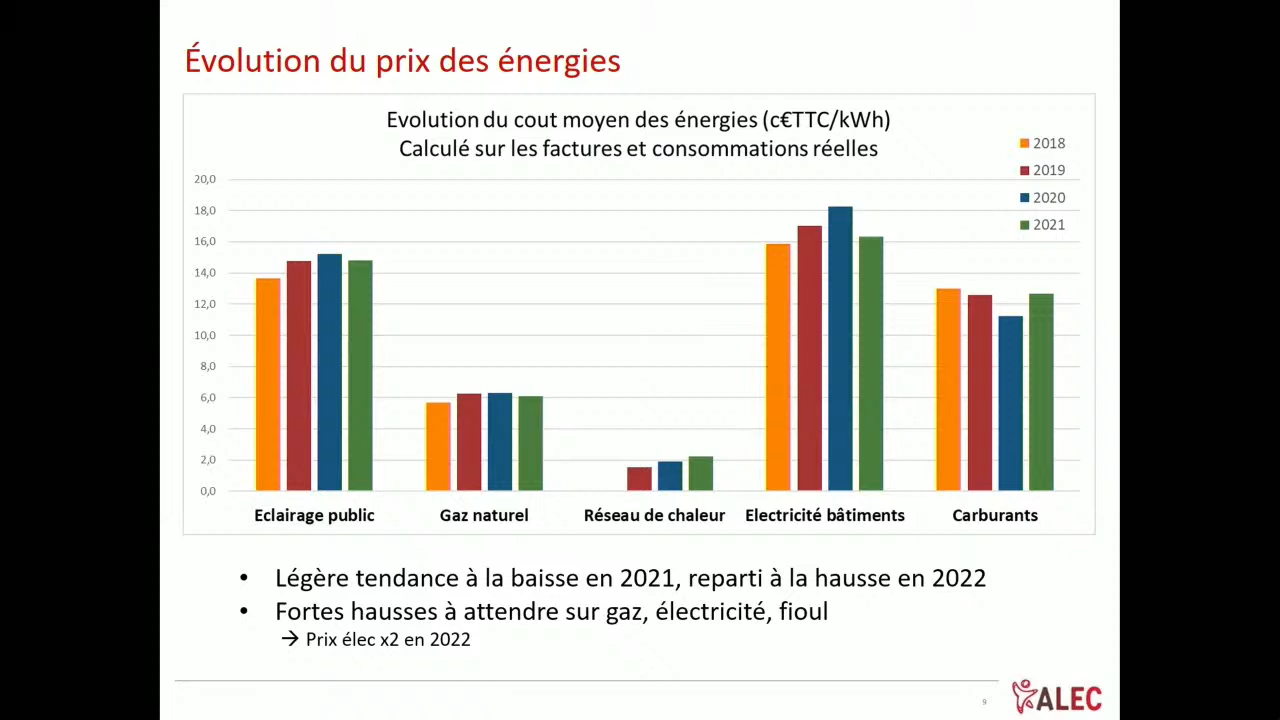 Évolution du prix des énergies
Evolution du cout moyen des énergies (c€TTC/kWh)
Calculé sur les factures et consommations réelles
2018
2019
2020
2021
20,0
18,0
16,0
14,0
12,0
10,0
8,0
6,0
4,0
2,0
0,0
Eclairage public
Gaz naturel
Réseau de chaleur
Electricité bâtiments
Carburants
• Légère tendance à la baisse en 2021, reparti à la hausse en 2022
• Fortes hausses à attendre sur gaz, électricité, fioul
→ Prix élec x2 en 2022
9
ALEC